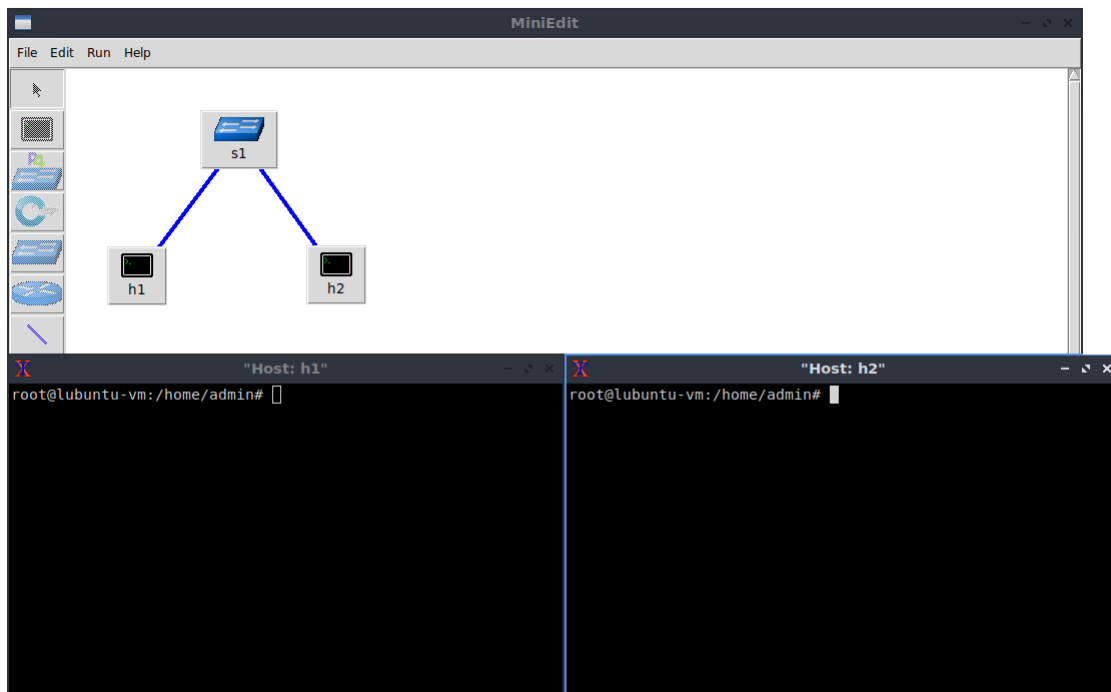 MiniEdit
File Edit Run Help
P4
s1
h1
h2
"Host: h1"
"Host: h2"
root@lubuntu-vm:/home/admin#
root@lubuntu-vm:/home/admin#